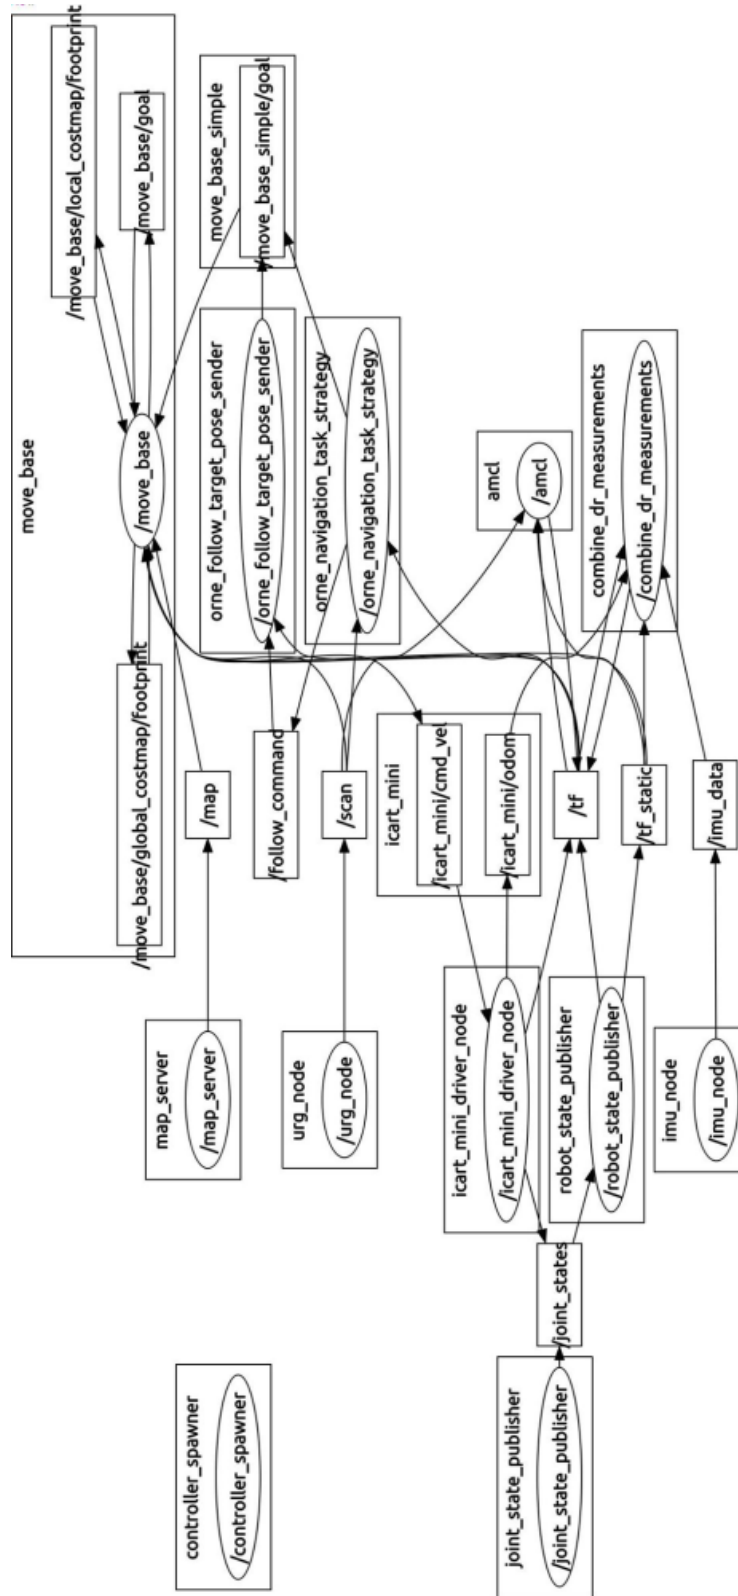 move_base
/move_base/local_costmap/footprint
/move_base/goal
/move_base
/move_base/global_costmap/footprint
move_base_simple
/move_base_simple/goal
orne_follow_target_pose_sender
/orne_follow_target_pose_sender
orne_navigation_task_strategy
/orne_navigation_task_strategy
amcl
/amcl
combine_dr_measurements
/combine_dr_measurements
/map
/follow_command
/scan
icart_mini
/icart_mini/cmd_vel
/icart_mini/odom
/tf
/tf_static
/imu_data
map_server
/map_server
urg_node
/urg_node
icart_mini_driver_node
/icart_mini_driver_node
robot_state_publisher
/robot_state_publisher
imu_node
/imu_node
/joint_states
controller_spawner
/controller_spawner
joint_state_publisher
/joint_state_publisher